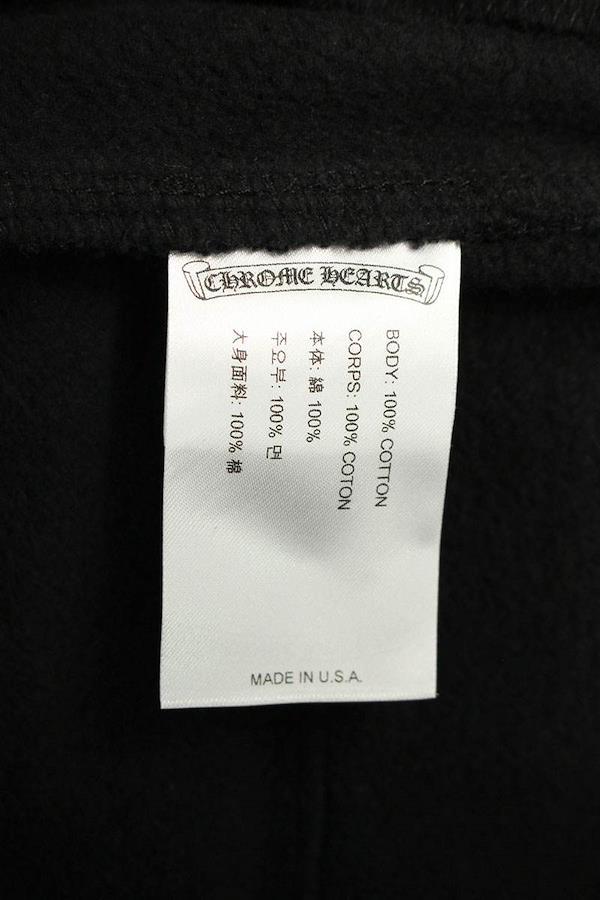 CHROME HEARTS
BODY: 100% COTTON
CORPS: 100% COTON
本体: 綿 100%
주요부: 100% 면
大身面料: 100% 棉
MADE IN U.S.A.